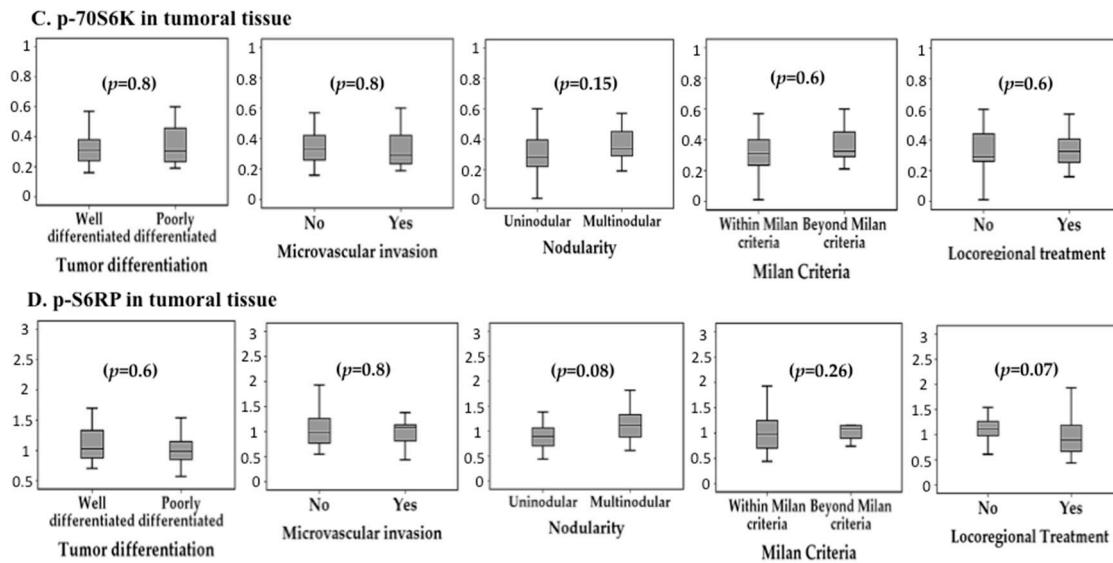 C. p-70S6K in tumoral tissue
1
0.8
0.6
0.4
0.2
0
(p=0.8)
Well differentiated
Poorly differentiated
Tumor differentiation
1
0.8
0.6
0.4
0.2
0
(p=0.8)
No
Yes
Microvascular invasion
1
0.8
0.6
0.4
0.2
0
(p=0.15)
Uninodular
Multinodular
Nodularity
1
0.8
0.6
0.4
0.2
0
(p=0.6)
Within Milan criteria
Beyond Milan criteria
Milan Criteria
1
0.8
0.6
0.4
0.2
0
(p=0.6)
No
Yes
Locoregional treatment
D. p-S6RP in tumoral tissue
3
2.5
2
1.5
1
0.5
(p=0.6)
Well differentiated
Poorly differentiated
Tumor differentiation
3
2.5
2
1.5
1
0.5
0
(p=0.8)
No
Yes
Microvascular invasion
3
2.5
2
1.5
1
0.5
0
(p=0.08)
Uninodular
Multinodular
Nodularity
3
2.5
2
1.5
1
0.5
0
(p=0.26)
Within Milan criteria
Beyond Milan criteria
Milan Criteria
3
2.5
2
1.5
1
0.5
0
(p=0.07)
No
Yes
Locoregional Treatment